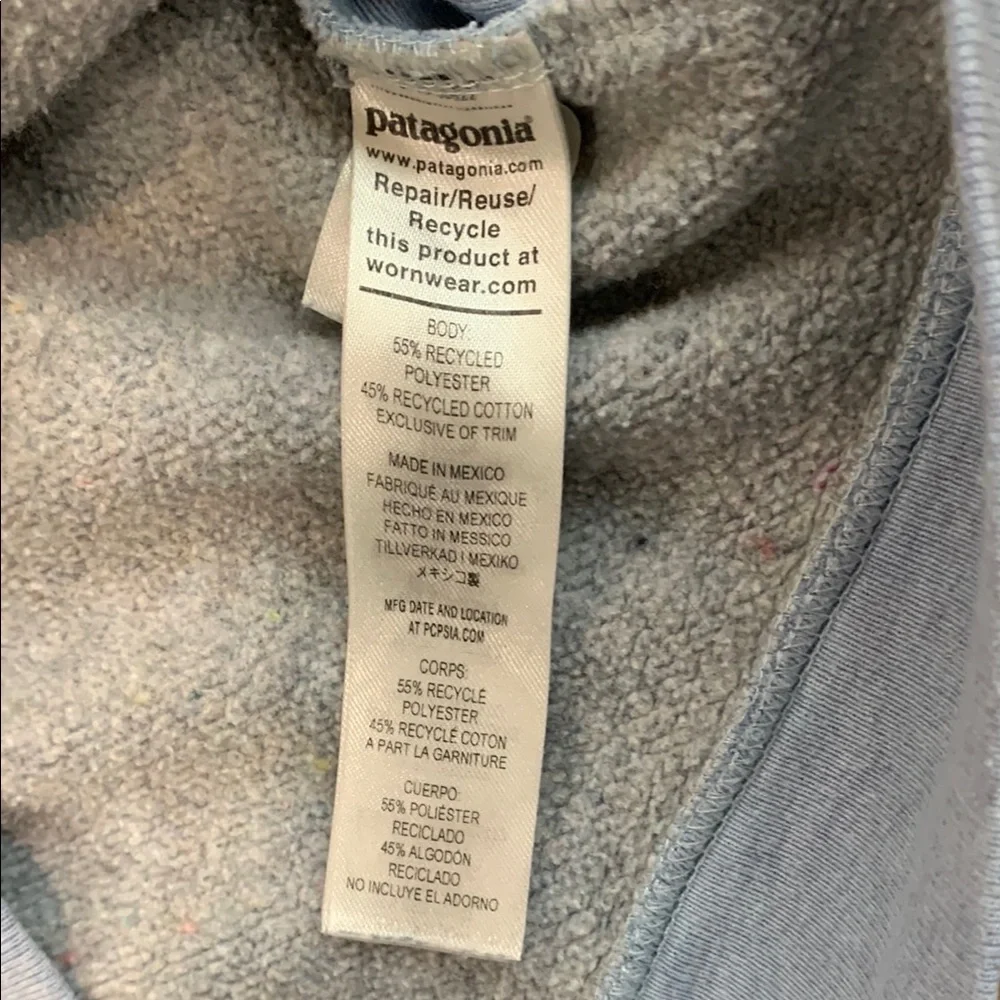 patagonia
www.patagonia.com
Repair/Reuse/
Recycle
this product at
wornwear.com
BODY:
55% RECYCLED
POLYESTER
45% RECYCLED COTTON
EXCLUSIVE OF TRIM
MADE IN MEXICO
FABRIQUÉ AU MEXIQUE
HECHO EN MEXICO
FATTO IN MESSICO
TILLVERKAD I MEXIKO
メキシコ製
MFG DATE AND LOCATION
AT PCPSIA.COM
CORPS:
55% RECYCLÉ
POLYESTER
45% RECYCLÉ COTON
A PART LA GARNITURE
CUERPO:
55% POLIÉSTER
RECICLADO
45% ALGODÓN
RECICLADO
NO INCLUYE EL ADORNO